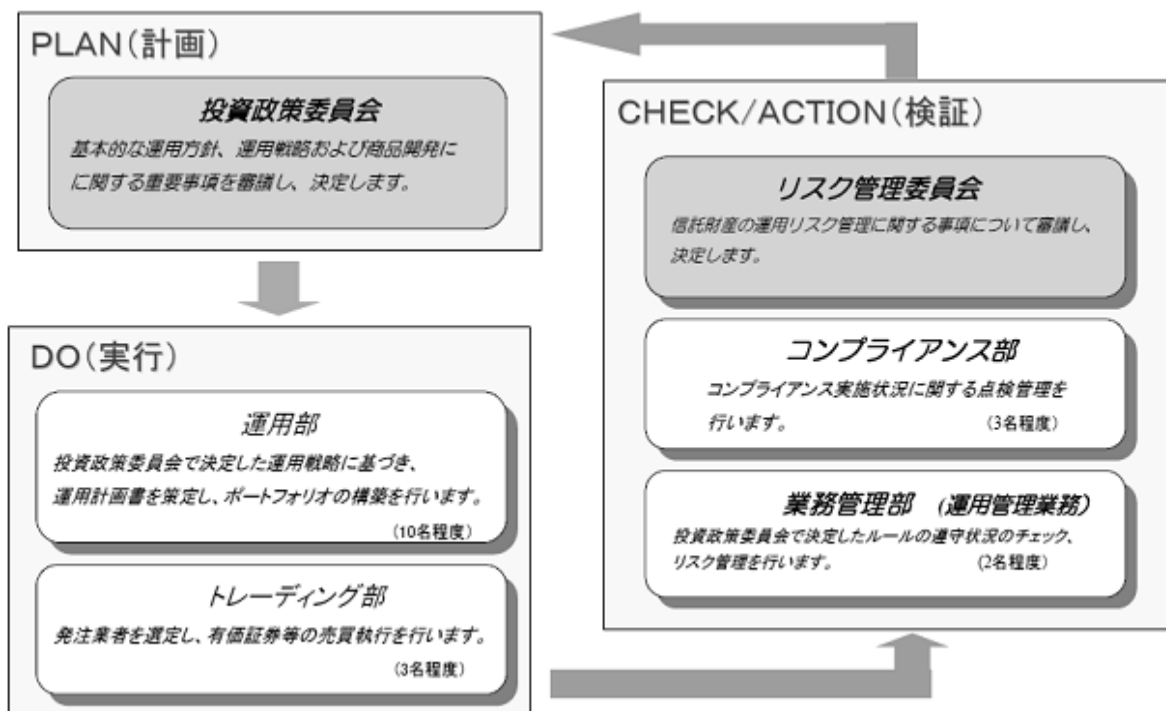 PLAN(計画)
投資政策委員会
基本的な運用方針、運用戦略および商品開発に
に関する重要事項を審議し、決定します。
DO(実行)
運用部
投資政策委員会で決定した運用戦略に基づき、
運用計画書を策定し、ポートフォリオの構築を行います。
(10名程度)
トレーディング部
発注業者を選定し、有価証券等の売買執行を行います。
(3名程度)
CHECK/ACTION(検証)
リスク管理委員会
信託財産の運用リスク管理に関する事項について審議し、
決定します。
コンプライアンス部
コンプライアンス実施状況に関する点検管理を
行います。 (3名程度)
業務管理部 (運用管理業務)
投資政策委員会で決定したルールの遵守状況のチェック、
リスク管理を行います。 (2名程度)